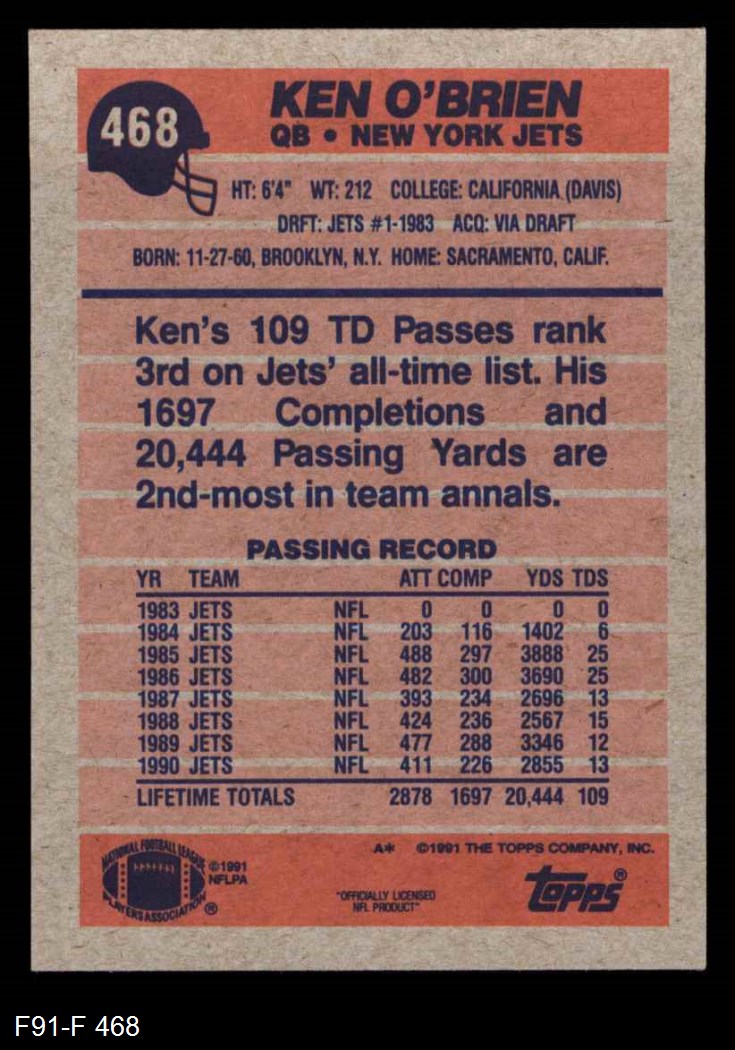 468
KEN O'BRIEN
QB • NEW YORK JETS
HT: 6'4" WT: 212 COLLEGE: CALIFORNIA (DAVIS)
DRFT: JETS #1-1983 ACQ: VIA DRAFT
BORN: 11-27-60, BROOKLYN, N.Y. HOME: SACRAMENTO, CALIF.
Ken's 109 TD Passes rank
3rd on Jets' all-time list. His
1697 Completions and
20,444 Passing Yards are
2nd-most in team annals.
PASSING RECORD
YR TEAM ATT COMP YDS TDS
1983 JETS NFL 0 0 0 0
1984 JETS NFL 203 116 1402 6
1985 JETS NFL 488 297 3888 25
1986 JETS NFL 482 300 3690 25
1987 JETS NFL 393 234 2696 13
1988 JETS NFL 424 236 2567 15
1989 JETS NFL 477 288 3346 12
1990 JETS NFL 411 226 2855 13
LIFETIME TOTALS 2878 1697 20,444 109
NATIONAL FOOTBALL LEAGUE
PLAYERS ASSOCIATION ®
©1991
NFLPA
A* ©1991 THE TOPPS COMPANY, INC.
"OFFICIALLY LICENSED
NFL PRODUCT"
topps®
F91-F 468